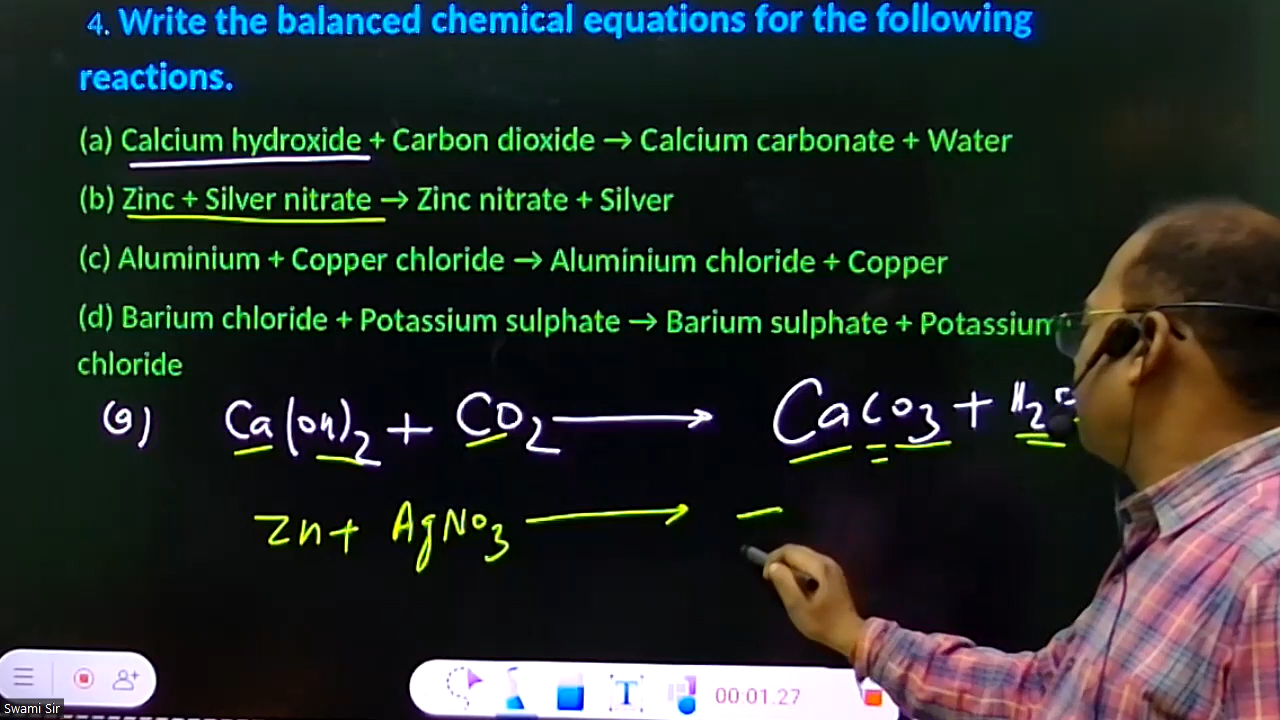 4. Write the balanced chemical equations for the following
reactions.
(a) Calcium hydroxide + Carbon dioxide → Calcium carbonate + Water
(b) Zinc + Silver nitrate → Zinc nitrate + Silver
(c) Aluminium + Copper chloride → Aluminium chloride + Copper
(d) Barium chloride + Potassium sulphate → Barium sulphate + Potassium
chloride
(a) Ca(OH)2 + CO2 → CaCO3 + H2
Zn + AgNO3 →
T 00:01.27
Swami Sir